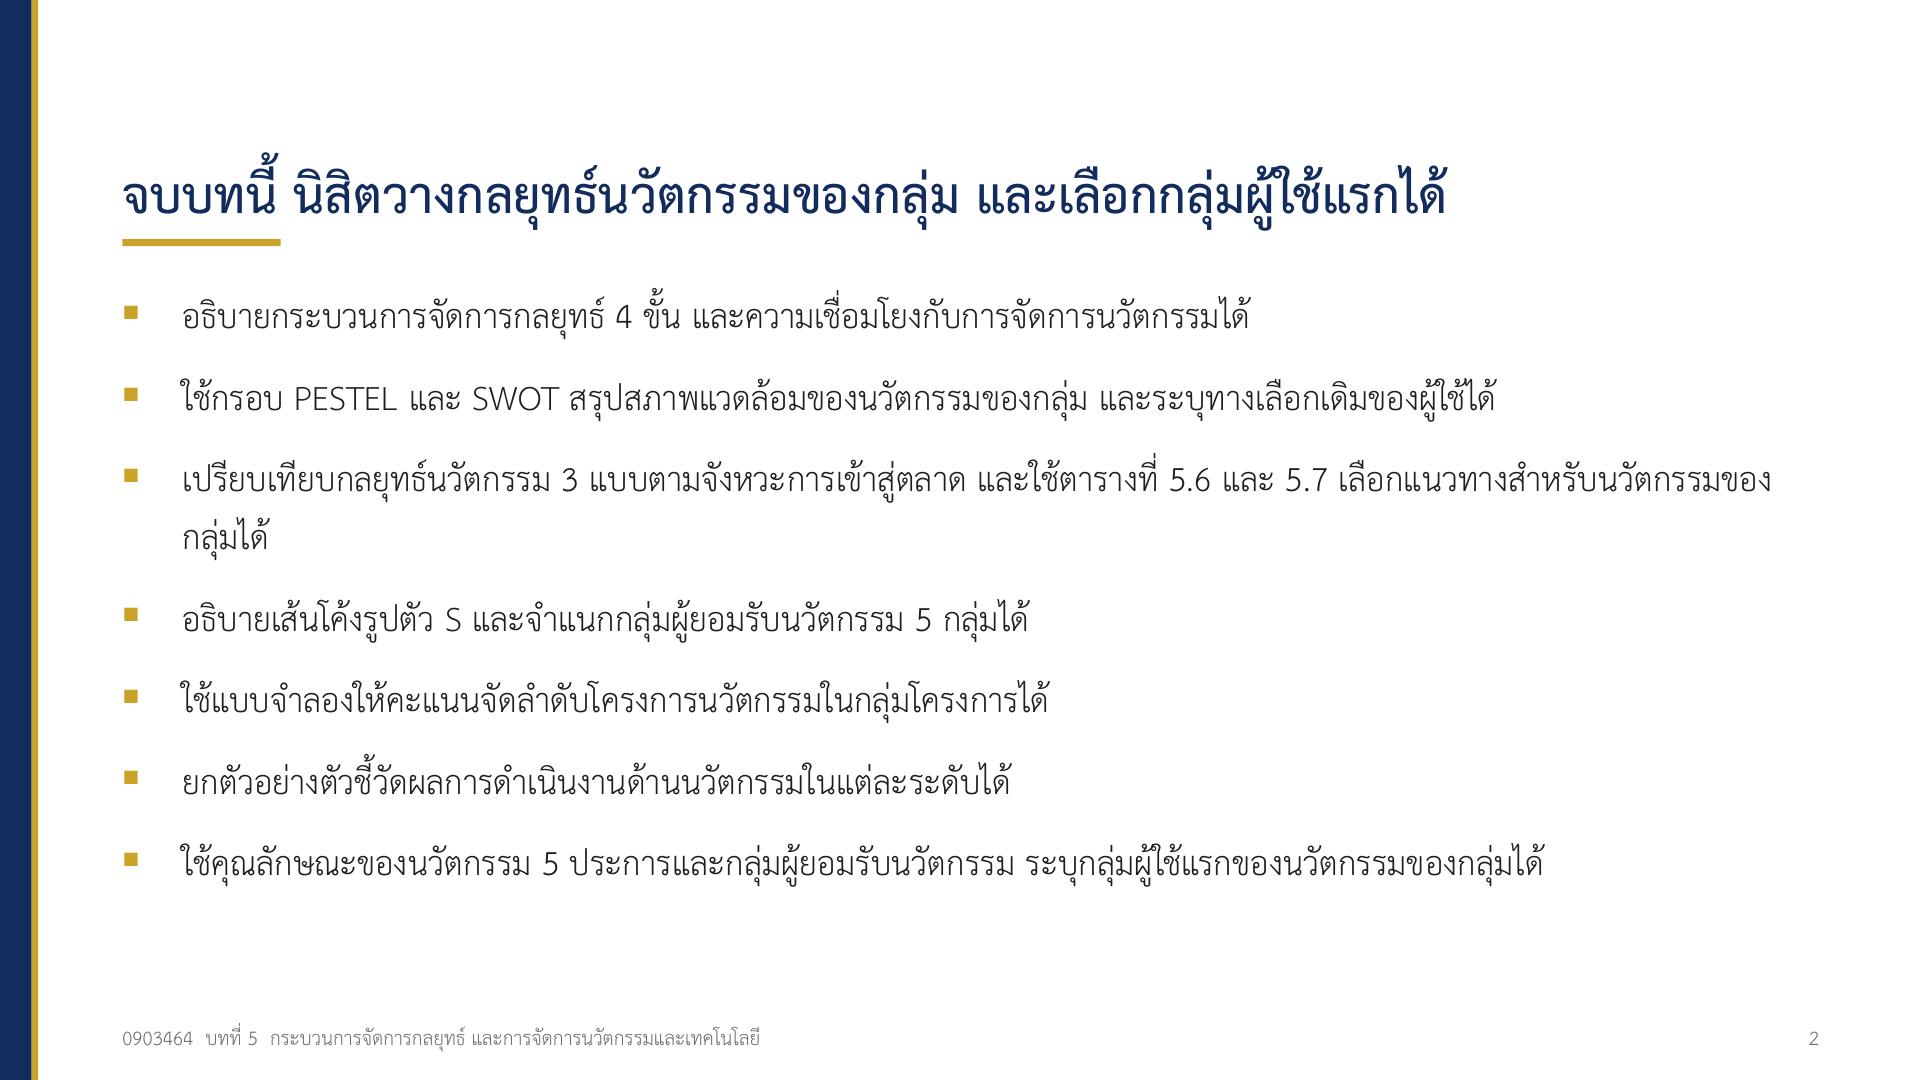 จบบทนี้ นิสิตวางกลยุทธ์นวัตกรรมของกลุ่ม และเลือกกลุ่มผู้ใช้แรกได้
▪ อธิบายกระบวนการจัดการกลยุทธ์ 4 ขั้น และความเชื่อมโยงกับการจัดการนวัตกรรมได้
▪ ใช้กรอบ PESTEL และ SWOT สรุปสภาพแวดล้อมของนวัตกรรมของกลุ่ม และระบุทางเลือกเดิมของผู้ใช้ได้
▪ เปรียบเทียบกลยุทธ์นวัตกรรม 3 แบบตามจังหวะการเข้าสู่ตลาด และใช้ตารางที่ 5.6 และ 5.7 เลือกแนวทางสำหรับนวัตกรรมของ
กลุ่มได้
▪ อธิบายเส้นโค้งรูปตัว S และจำแนกกลุ่มผู้ยอมรับนวัตกรรม 5 กลุ่มได้
▪ ใช้แบบจำลองให้คะแนนจัดลำดับโครงการนวัตกรรมในกลุ่มโครงการได้
▪ ยกตัวอย่างตัวชี้วัดผลการดำเนินงานด้านนวัตกรรมในแต่ละระดับได้
▪ ใช้คุณลักษณะของนวัตกรรม 5 ประการและกลุ่มผู้ยอมรับนวัตกรรม ระบุกลุ่มผู้ใช้แรกของนวัตกรรมของกลุ่มได้
0903464 บทที่ 5 กระบวนการจัดการกลยุทธ์ และการจัดการนวัตกรรมและเทคโนโลยี
2